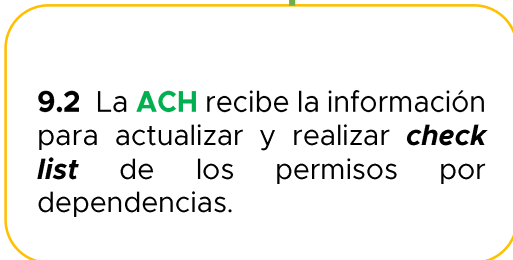 9.2 La ACH recibe la información
para actualizar y realizar check
list de los permisos por
dependencias.